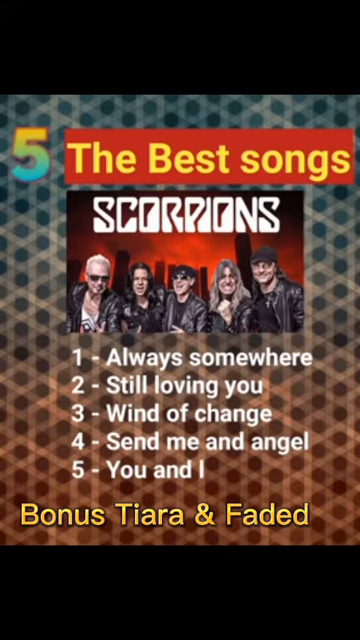 5 The Best songs
SCORPIONS
1 - Always somewhere
2 - Still loving you
3 - Wind of change
4 - Send me and angel
5 - You and I
Bonus Tiara & Faded